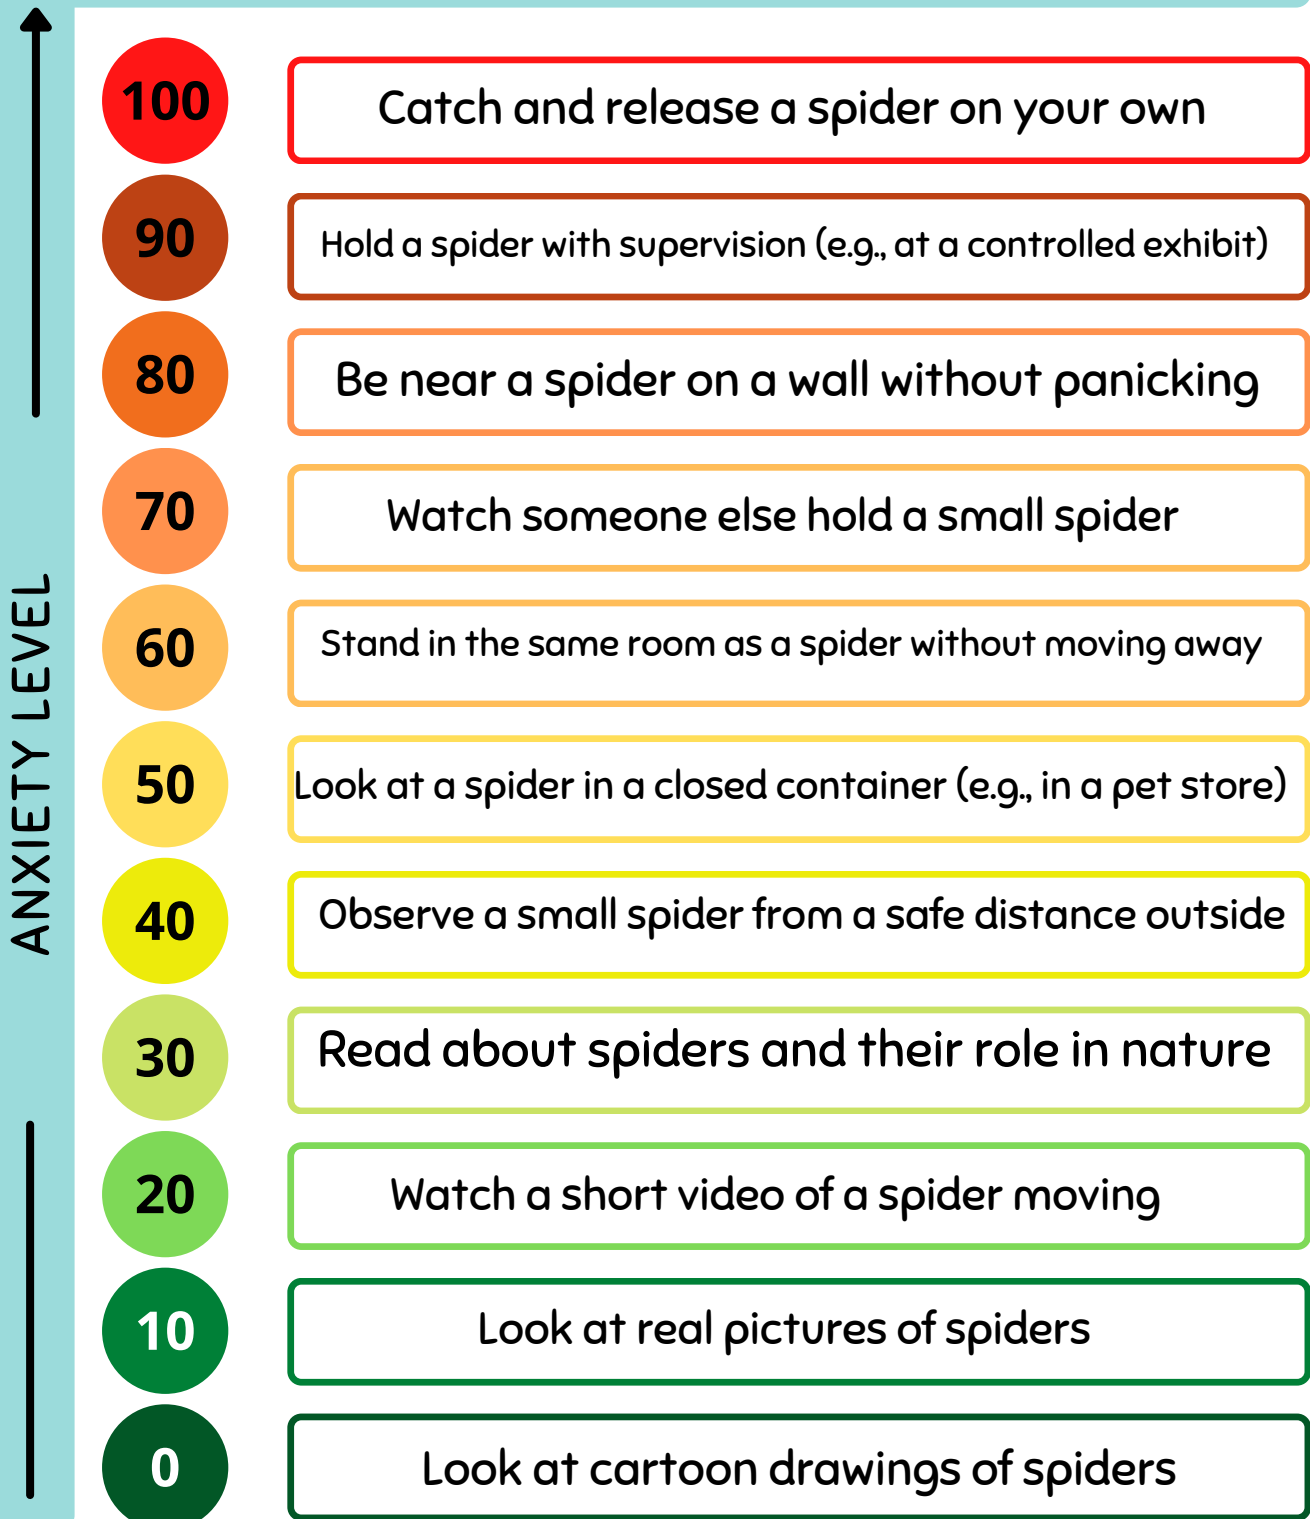 100
Catch and release a spider on your own
90
Hold a spider with supervision (e.g., at a controlled exhibit)
80
Be near a spider on a wall without panicking
70
Watch someone else hold a small spider
60
Stand in the same room as a spider without moving away
50
Look at a spider in a closed container (e.g., in a pet store)
40
Observe a small spider from a safe distance outside
30
Read about spiders and their role in nature
20
Watch a short video of a spider moving
10
Look at real pictures of spiders
0
Look at cartoon drawings of spiders
ANXIETY LEVEL